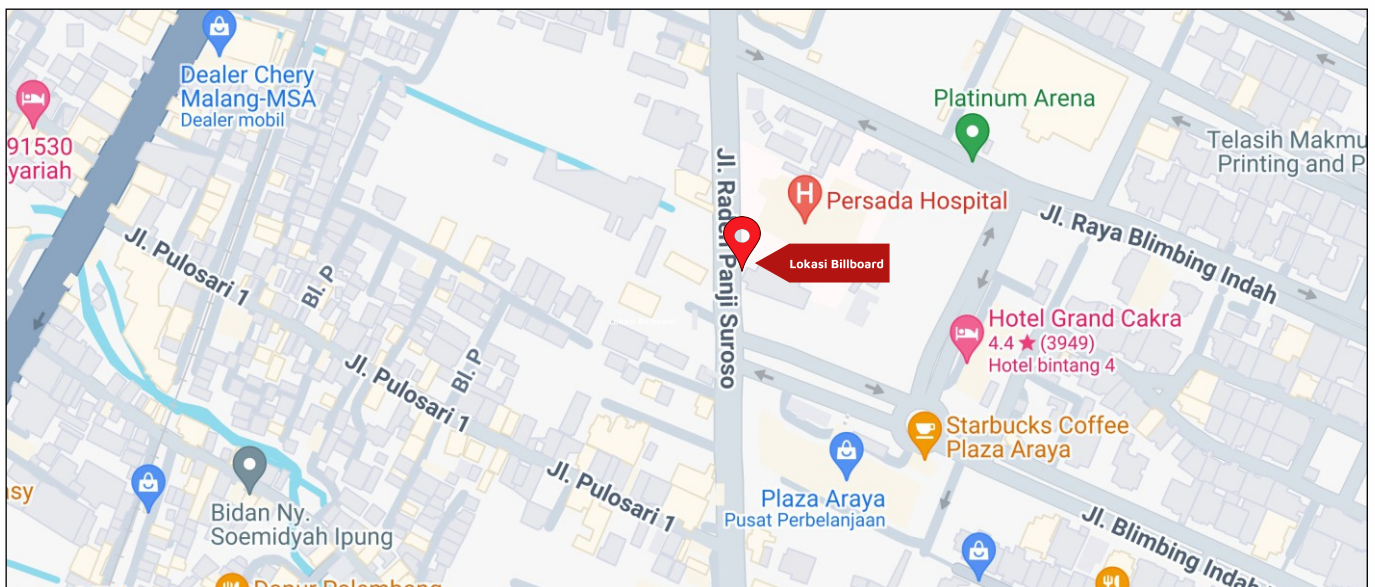 Dealer Chery
Malang-MSA
Dealer mobil
91530
yariah
Platinum Arena
Telasih Makmu
Printing and P
Persada Hospital
Jl. Raya Blimbing Indah
Jl. Raden Panji Suroso
Lokasi Billboard
Jl. Pulosari 1
Bl. P
Hotel Grand Cakra
4.4 ★ (3949)
Hotel bintang 4
Jl. Pulosari 1
Bl. P
Starbucks Coffee
Plaza Araya
Jl. Pulosari 1
Plaza Araya
Pusat Perbelanjaan
asy
Bidan Ny.
Soemidyah Ipung
Jl. Blimbing Indah
Dapur Palembang